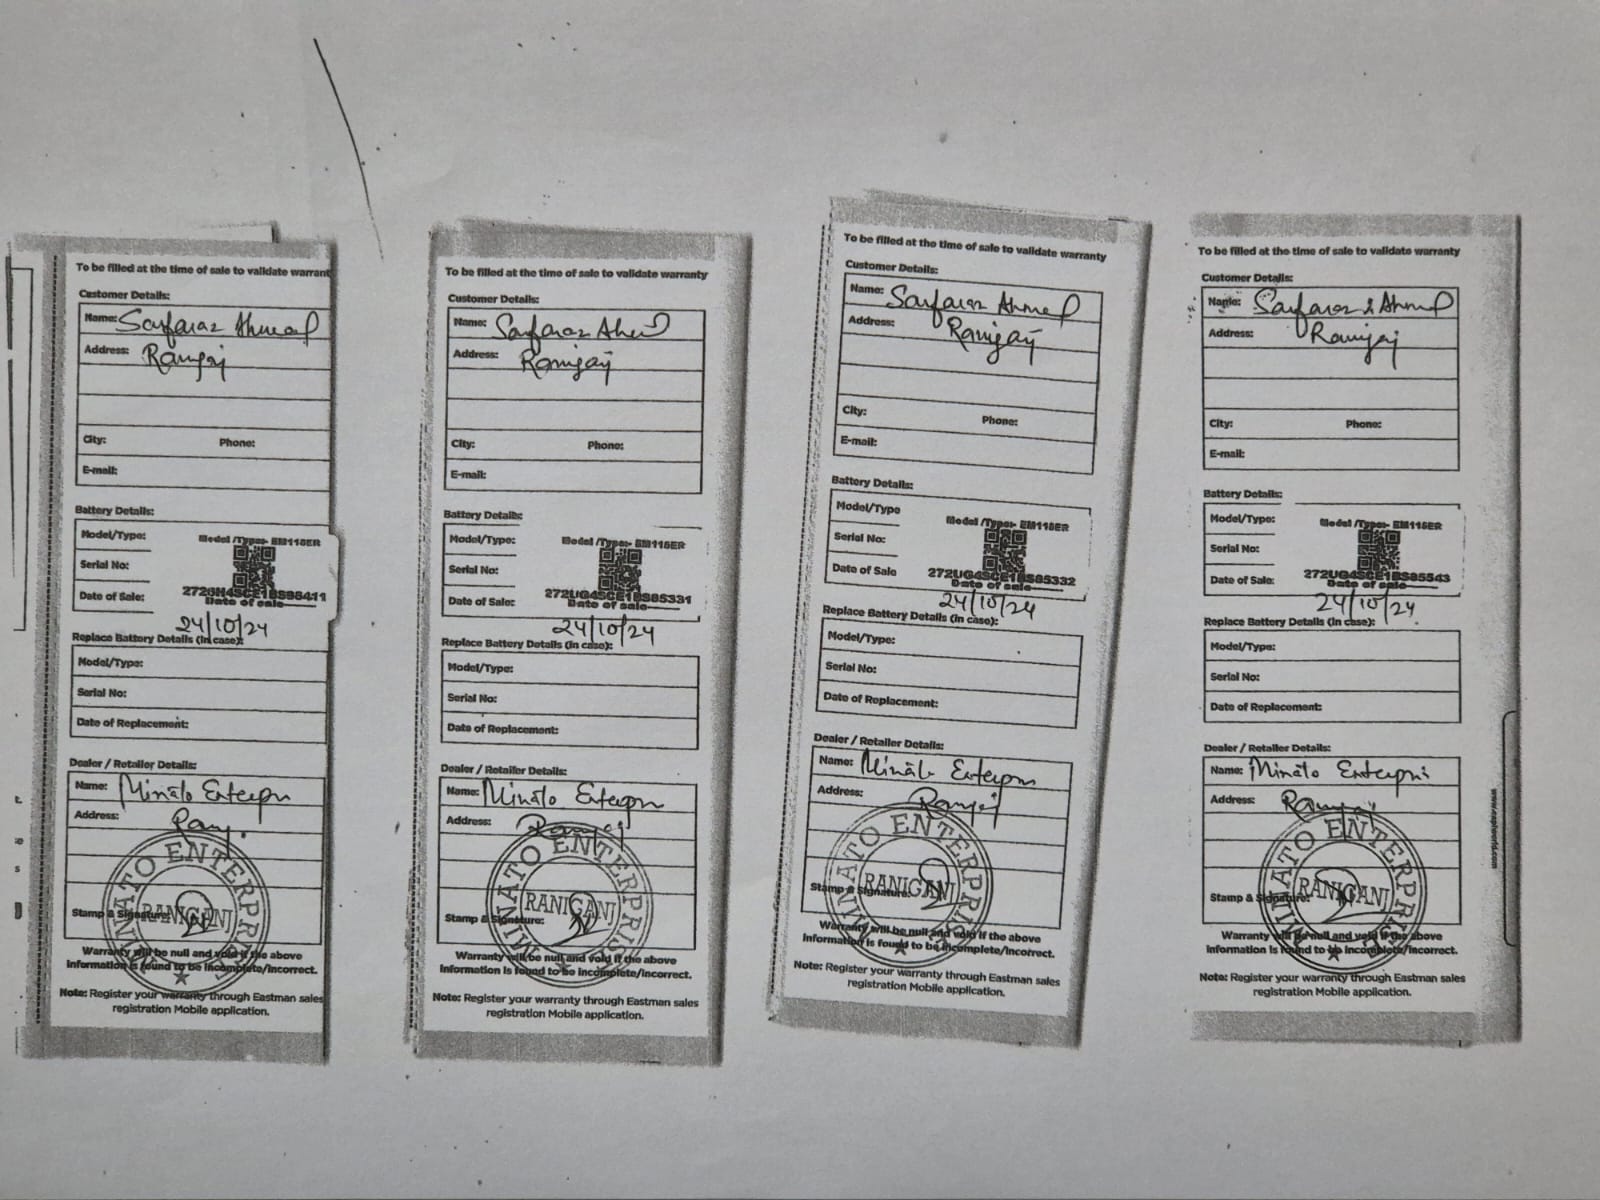 To be filled at the time of sale to validate warrant
Customer Details:
Name: Sarfaraz Ahmad
Address: Raniganj
City: Phone:
E-mail:
Battery Details:
Model/Type: Model /Type:- EM118ER
Serial No:
Date of Sale:
Date of sale
24/10/24
Replace Battery Details (in case):
Model/Type:
Serial No:
Date of Replacement:
Dealer / Retailer Details:
Name: Minato Enterpri
Address: Ranj.
MINATO ENTERPRISE
RANIGANJ
Stamp & Signature:
Warranty will be null and void if the above
Information is found to be incomplete/incorrect.
Note: Register your warranty through Eastman sales
registration Mobile application.
To be filled at the time of sale to validate warranty
Customer Details:
Name: Sarfaraz
Address: Raniganj
City: Phone:
E-mail:
Battery Details:
Model/Type: Model /Type:- EM118ER
Serial No:
Date of Sale: 272UG4SCE1BS85331
Date of sale
24/10/24
Replace Battery Details (in case):
Model/Type:
Serial No:
Date of Replacement:
Dealer / Retailer Details:
Name: Minato Enterpri
Address: Raniganj
MINATO ENTERPRISE
RANIGANJ
Stamp & Signature:
Warranty will be null and void if the above
Information is found to be incomplete/incorrect.
Note: Register your warranty through Eastman sales
registration Mobile application.
To be filled at the time of sale to validate warranty
Customer Details:
Name: Sarfaraz Ahmed
Address: Raniganj
City: Phone:
E-mail:
Battery Details:
Model/Type Model /Type:- EM118ER
Serial No:
Date of Sale 272UG4SCE1BS85332
Date of sale
24/10/24
Replace Battery Details (in case):
Model/Type:
Serial No:
Date of Replacement:
Dealer / Retailer Details:
Name: Minato Enterpri
Address: Raniganj
MINATO ENTERPRISE
RANIGANJ
Stamp & Signature:
Warranty will be null and void if the above
Information is found to be incomplete/incorrect.
Note: Register your warranty through Eastman sales
registration Mobile application.
To be filled at the time of sale to validate warranty
Customer Details:
Name: Sarfaraz Ahmed
Address: Raniganj
City: Phone:
E-mail:
Battery Details:
Model/Type: Model /Type:- EM118ER
Serial No:
Date of Sale: 272UG4SCE1BS85543
Date of sale
24/10/24
Replace Battery Details (in case):
Model/Type:
Serial No:
Date of Replacement:
Dealer / Retailer Details:
Name: Minato Enterpri
Address: Raniganj
MINATO ENTERPRISE
RANIGANJ
Stamp & Signature:
Warranty will be null and void if the above
Information is found to be incomplete/incorrect.
Note: Register your warranty through Eastman sales
registration Mobile application.